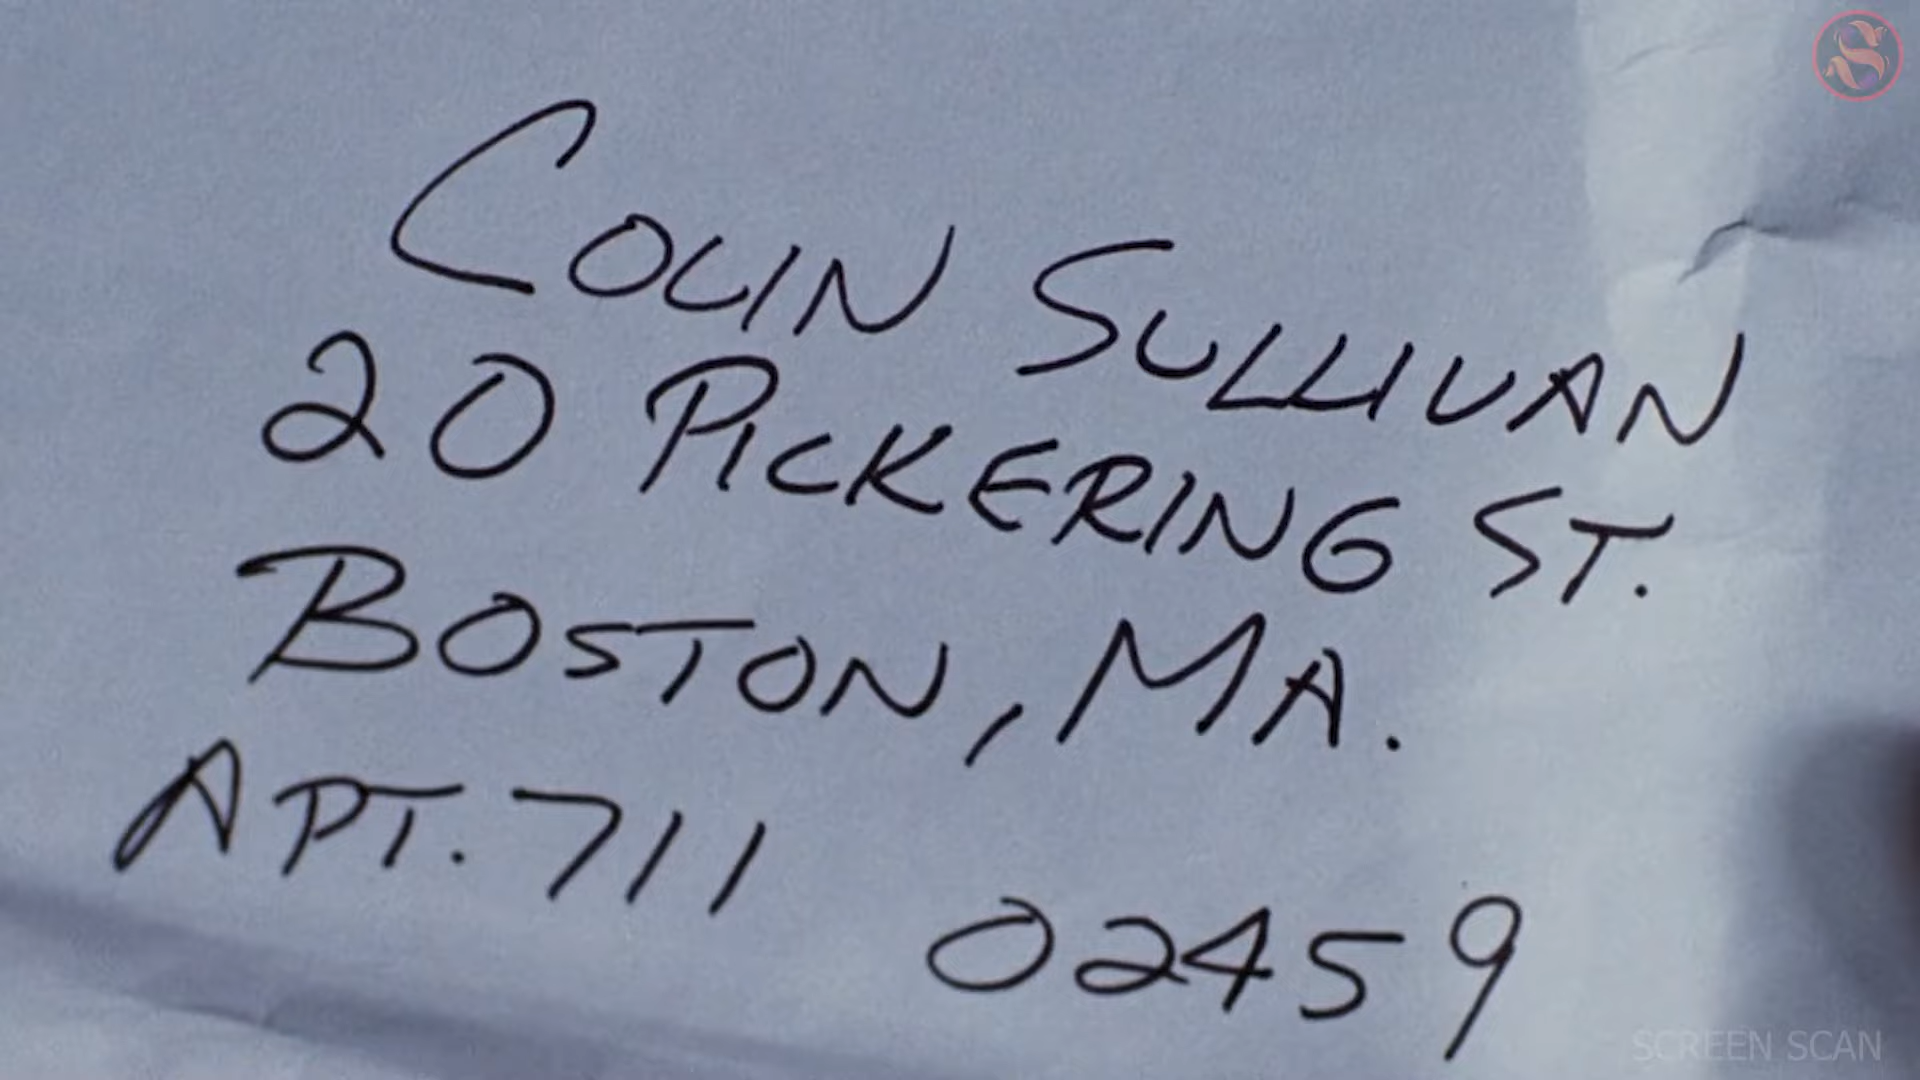 COLIN SULLIVAN
20 PICKERING ST.
BOSTON, MA.
APT. 711
02459
SCREEN SCAN